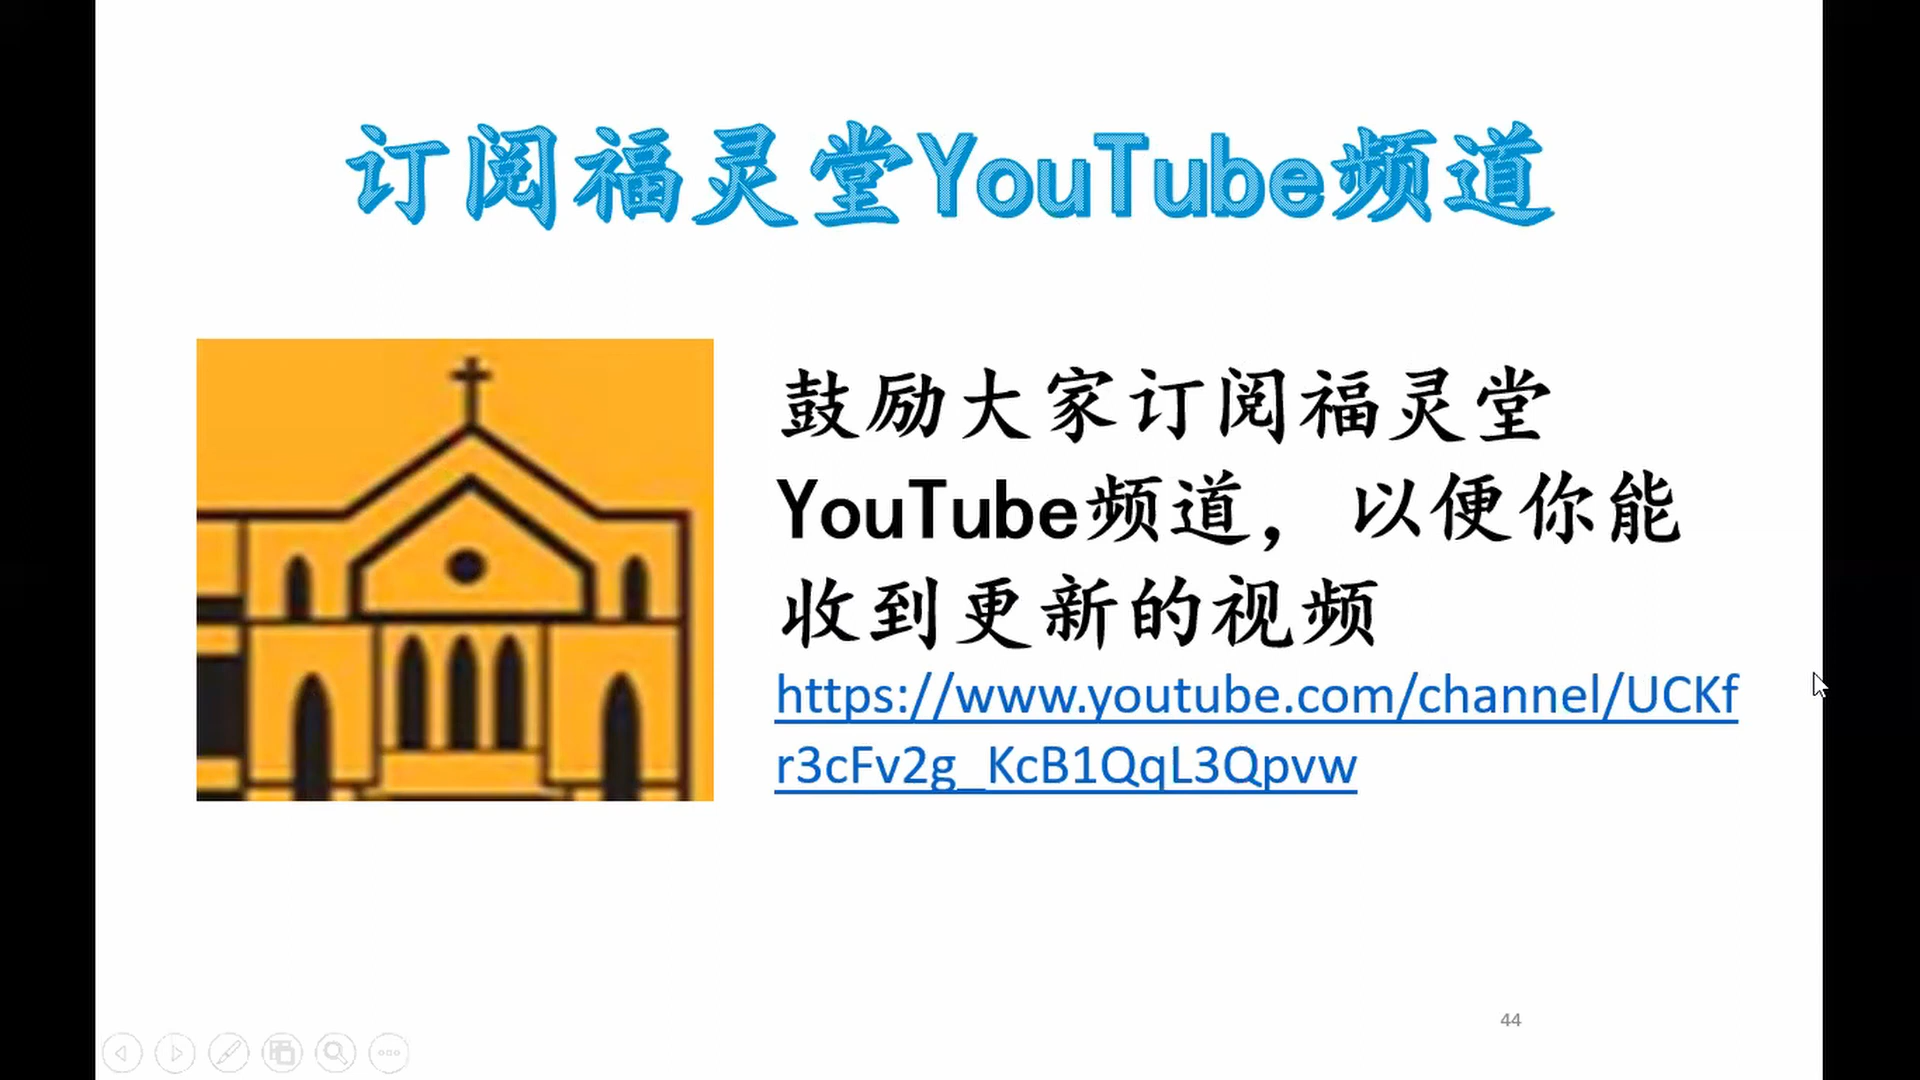 订阅福灵堂YouTube频道
鼓励大家订阅福灵堂
YouTube频道，以便你能
收到更新的视频
https://www.youtube.com/channel/UCKf
r3cFv2g_KcB1QqL3Qpvw
44